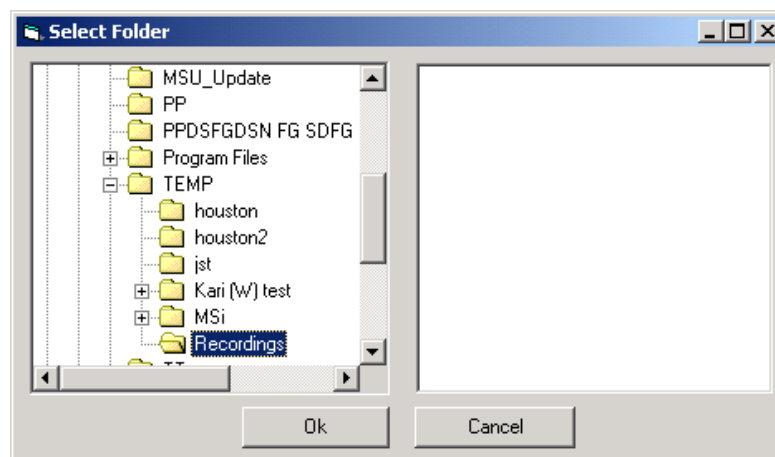 Select Folder
MSU_Update
PP
PPDSFGDSN FG SDFG
Program Files
TEMP
houston
houston2
jst
Kari (W) test
MSi
Recordings
Ok
Cancel